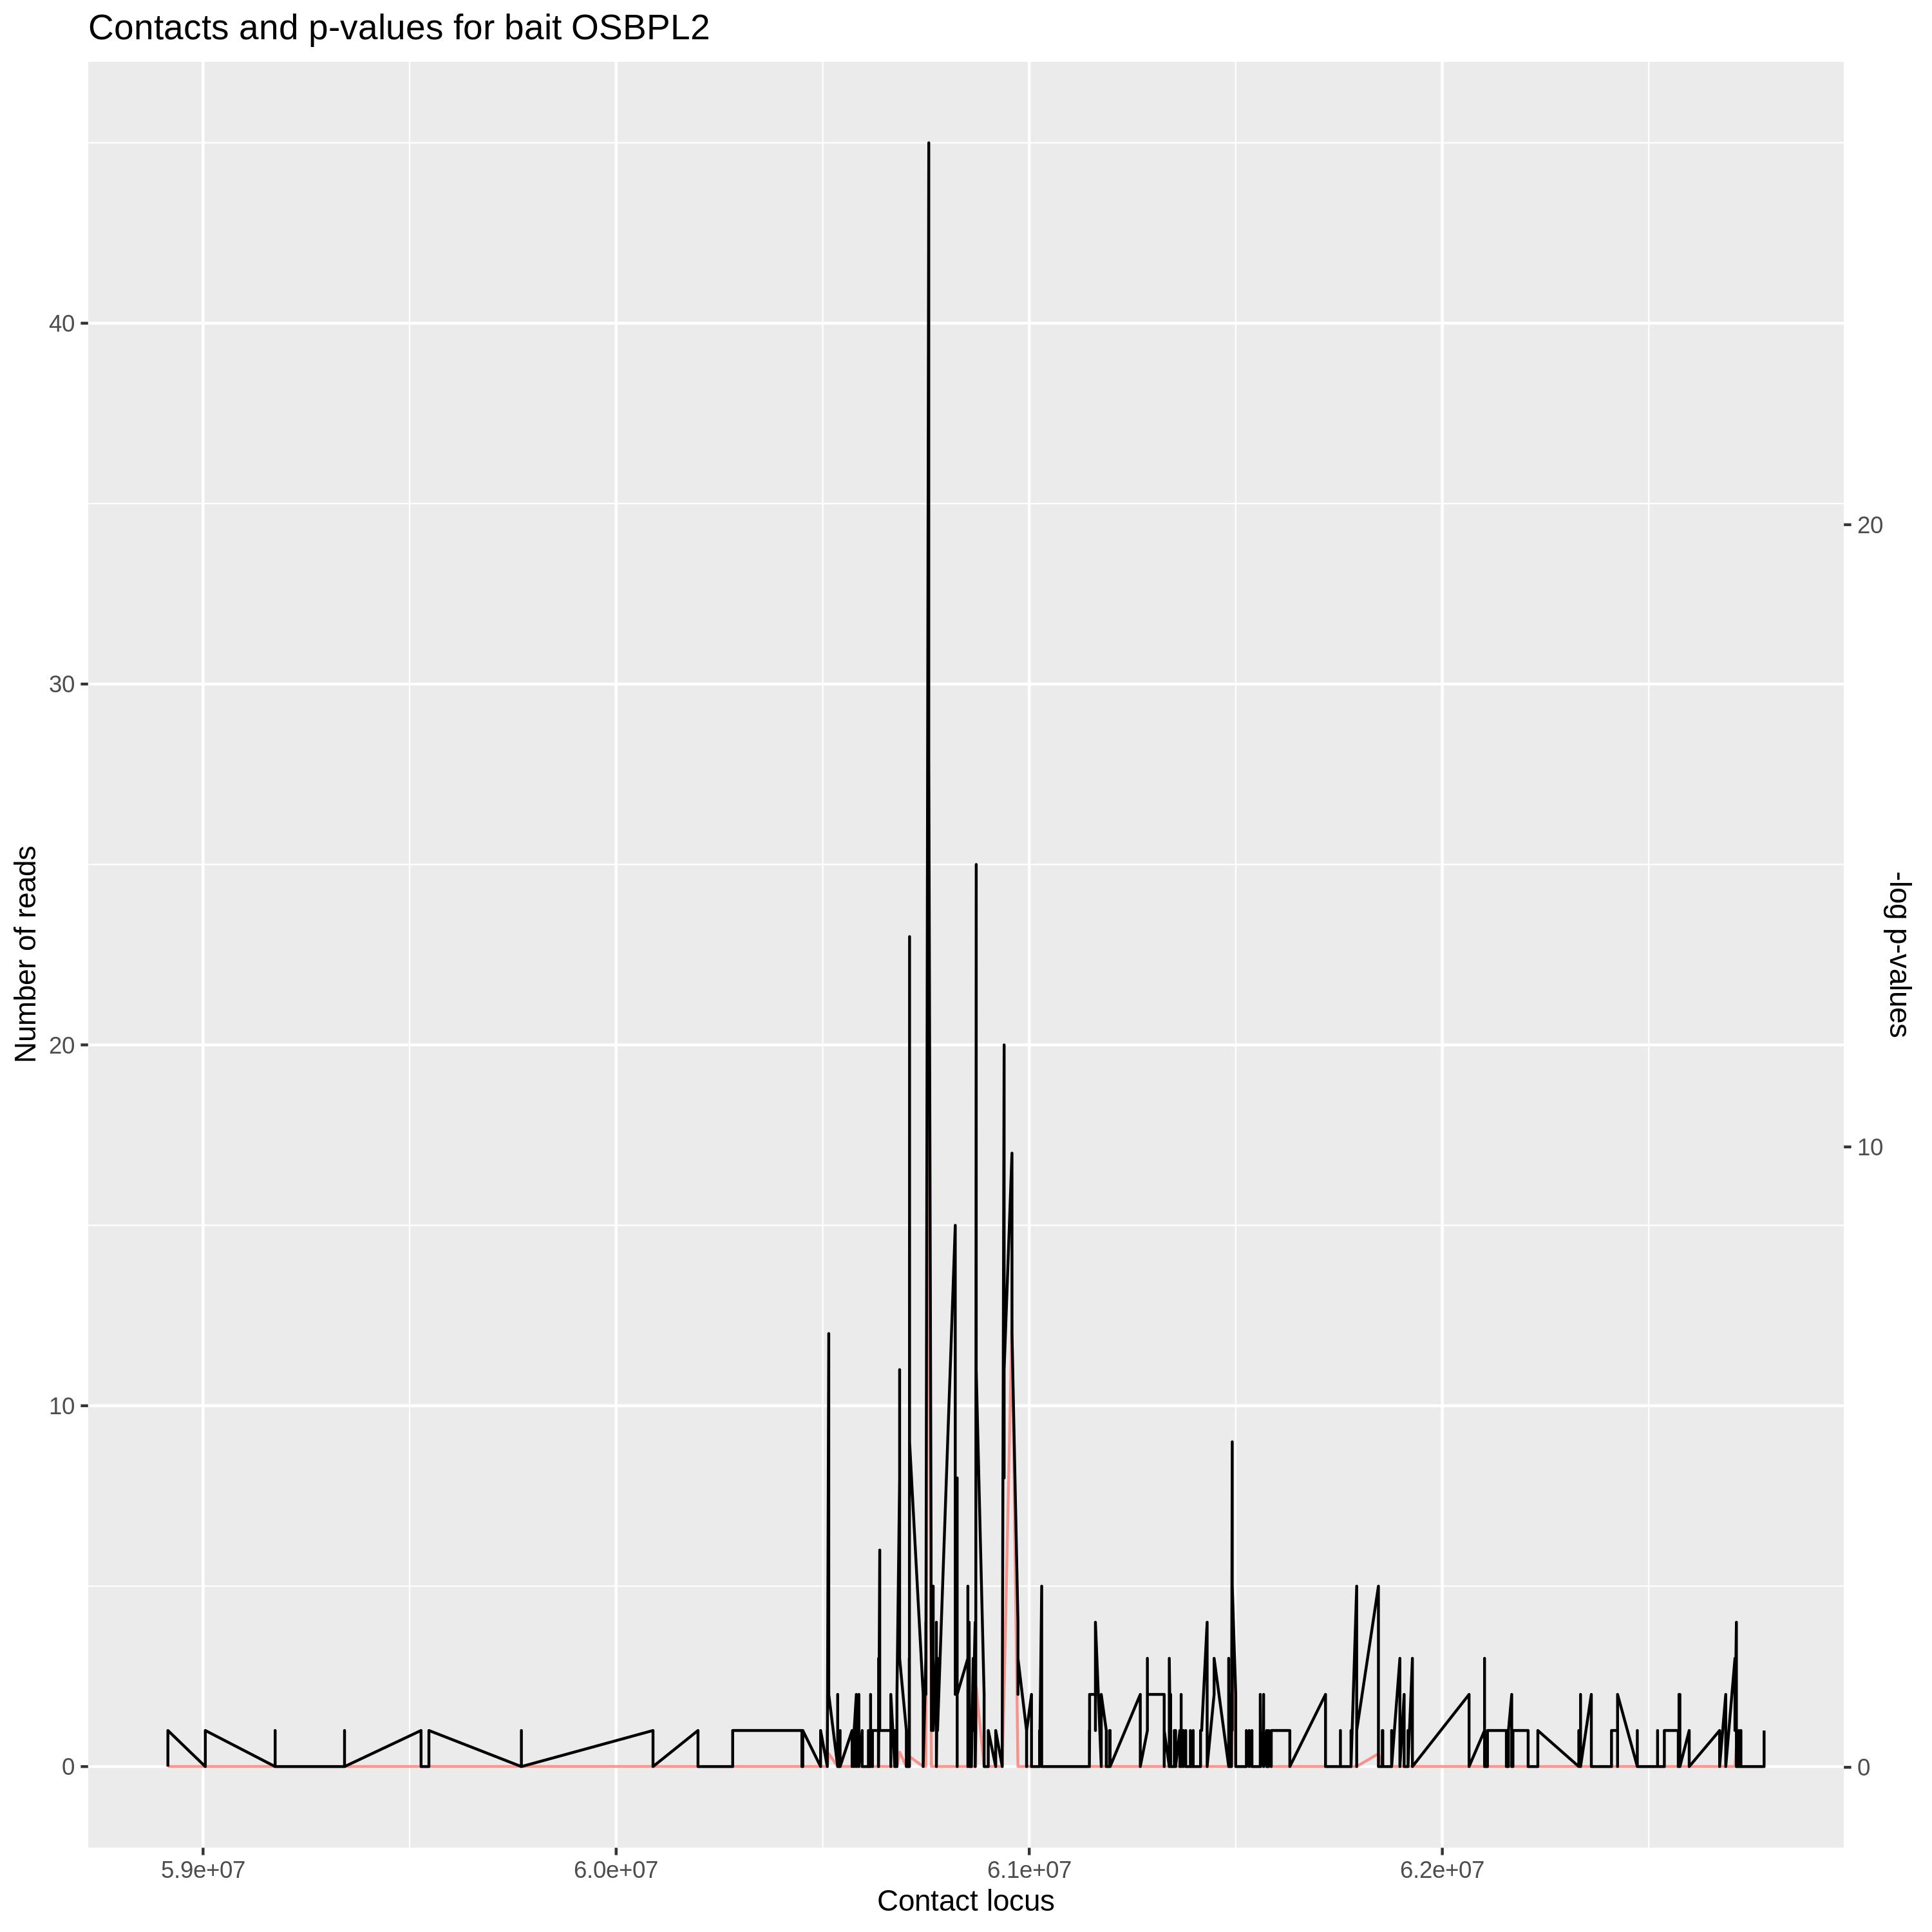 Contacts and p-values for bait OSBPL2
40
30
20
10
0
Number of reads
20
10
0
-log p-values
5.9e+07 6.0e+07 6.1e+07 6.2e+07
Contact locus